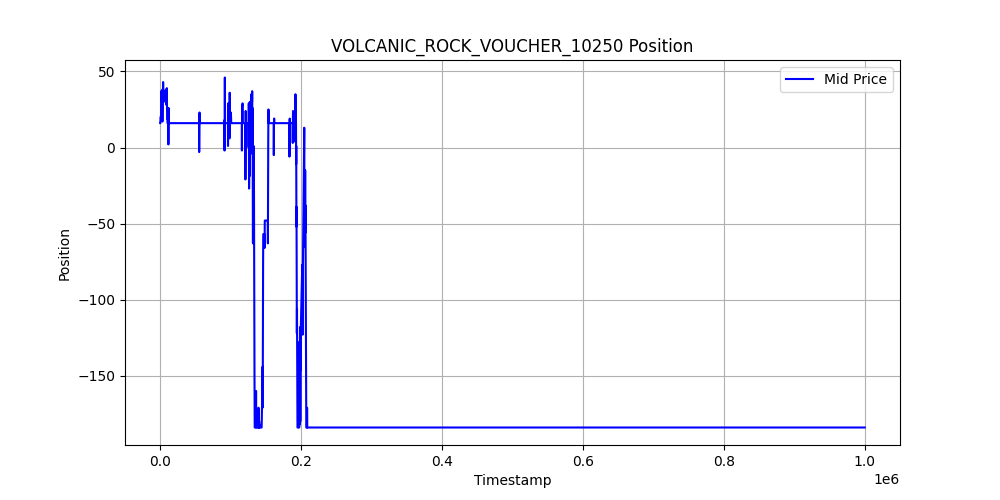 VOLCANIC_ROCK_VOUCHER_10250 Position
Mid Price
50
0
−50
−100
−150
Position
0.0 0.2 0.4 0.6 0.8 1.0
1e6
Timestamp